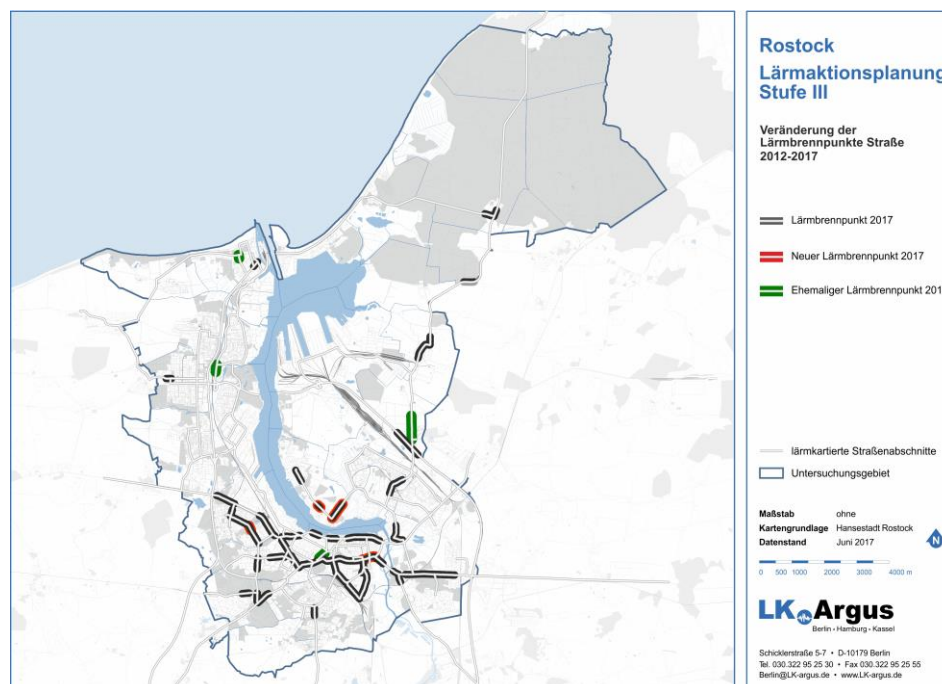 Rostock
Lärmaktionsplanung
Stufe III
Veränderung der
Lärmbrennpunkte Straße
2012-2017
Lärmbrennpunkt 2017
Neuer Lärmbrennpunkt 2017
Ehemaliger Lärmbrennpunkt 201
lärmkartierte Straßenabschnitte
Untersuchungsgebiet
Maßstab ohne
Kartengrundlage Hansestadt Rostock
Datenstand Juni 2017
N
0 500 1000 2000 3000 4000 m
LK Argus
Berlin • Hamburg • Kassel
Schicklerstraße 5-7 • D-10179 Berlin
Tel. 030.322 95 25 30 • Fax 030.322 95 25 55
Berlin@LK-argus.de • www.LK-argus.de